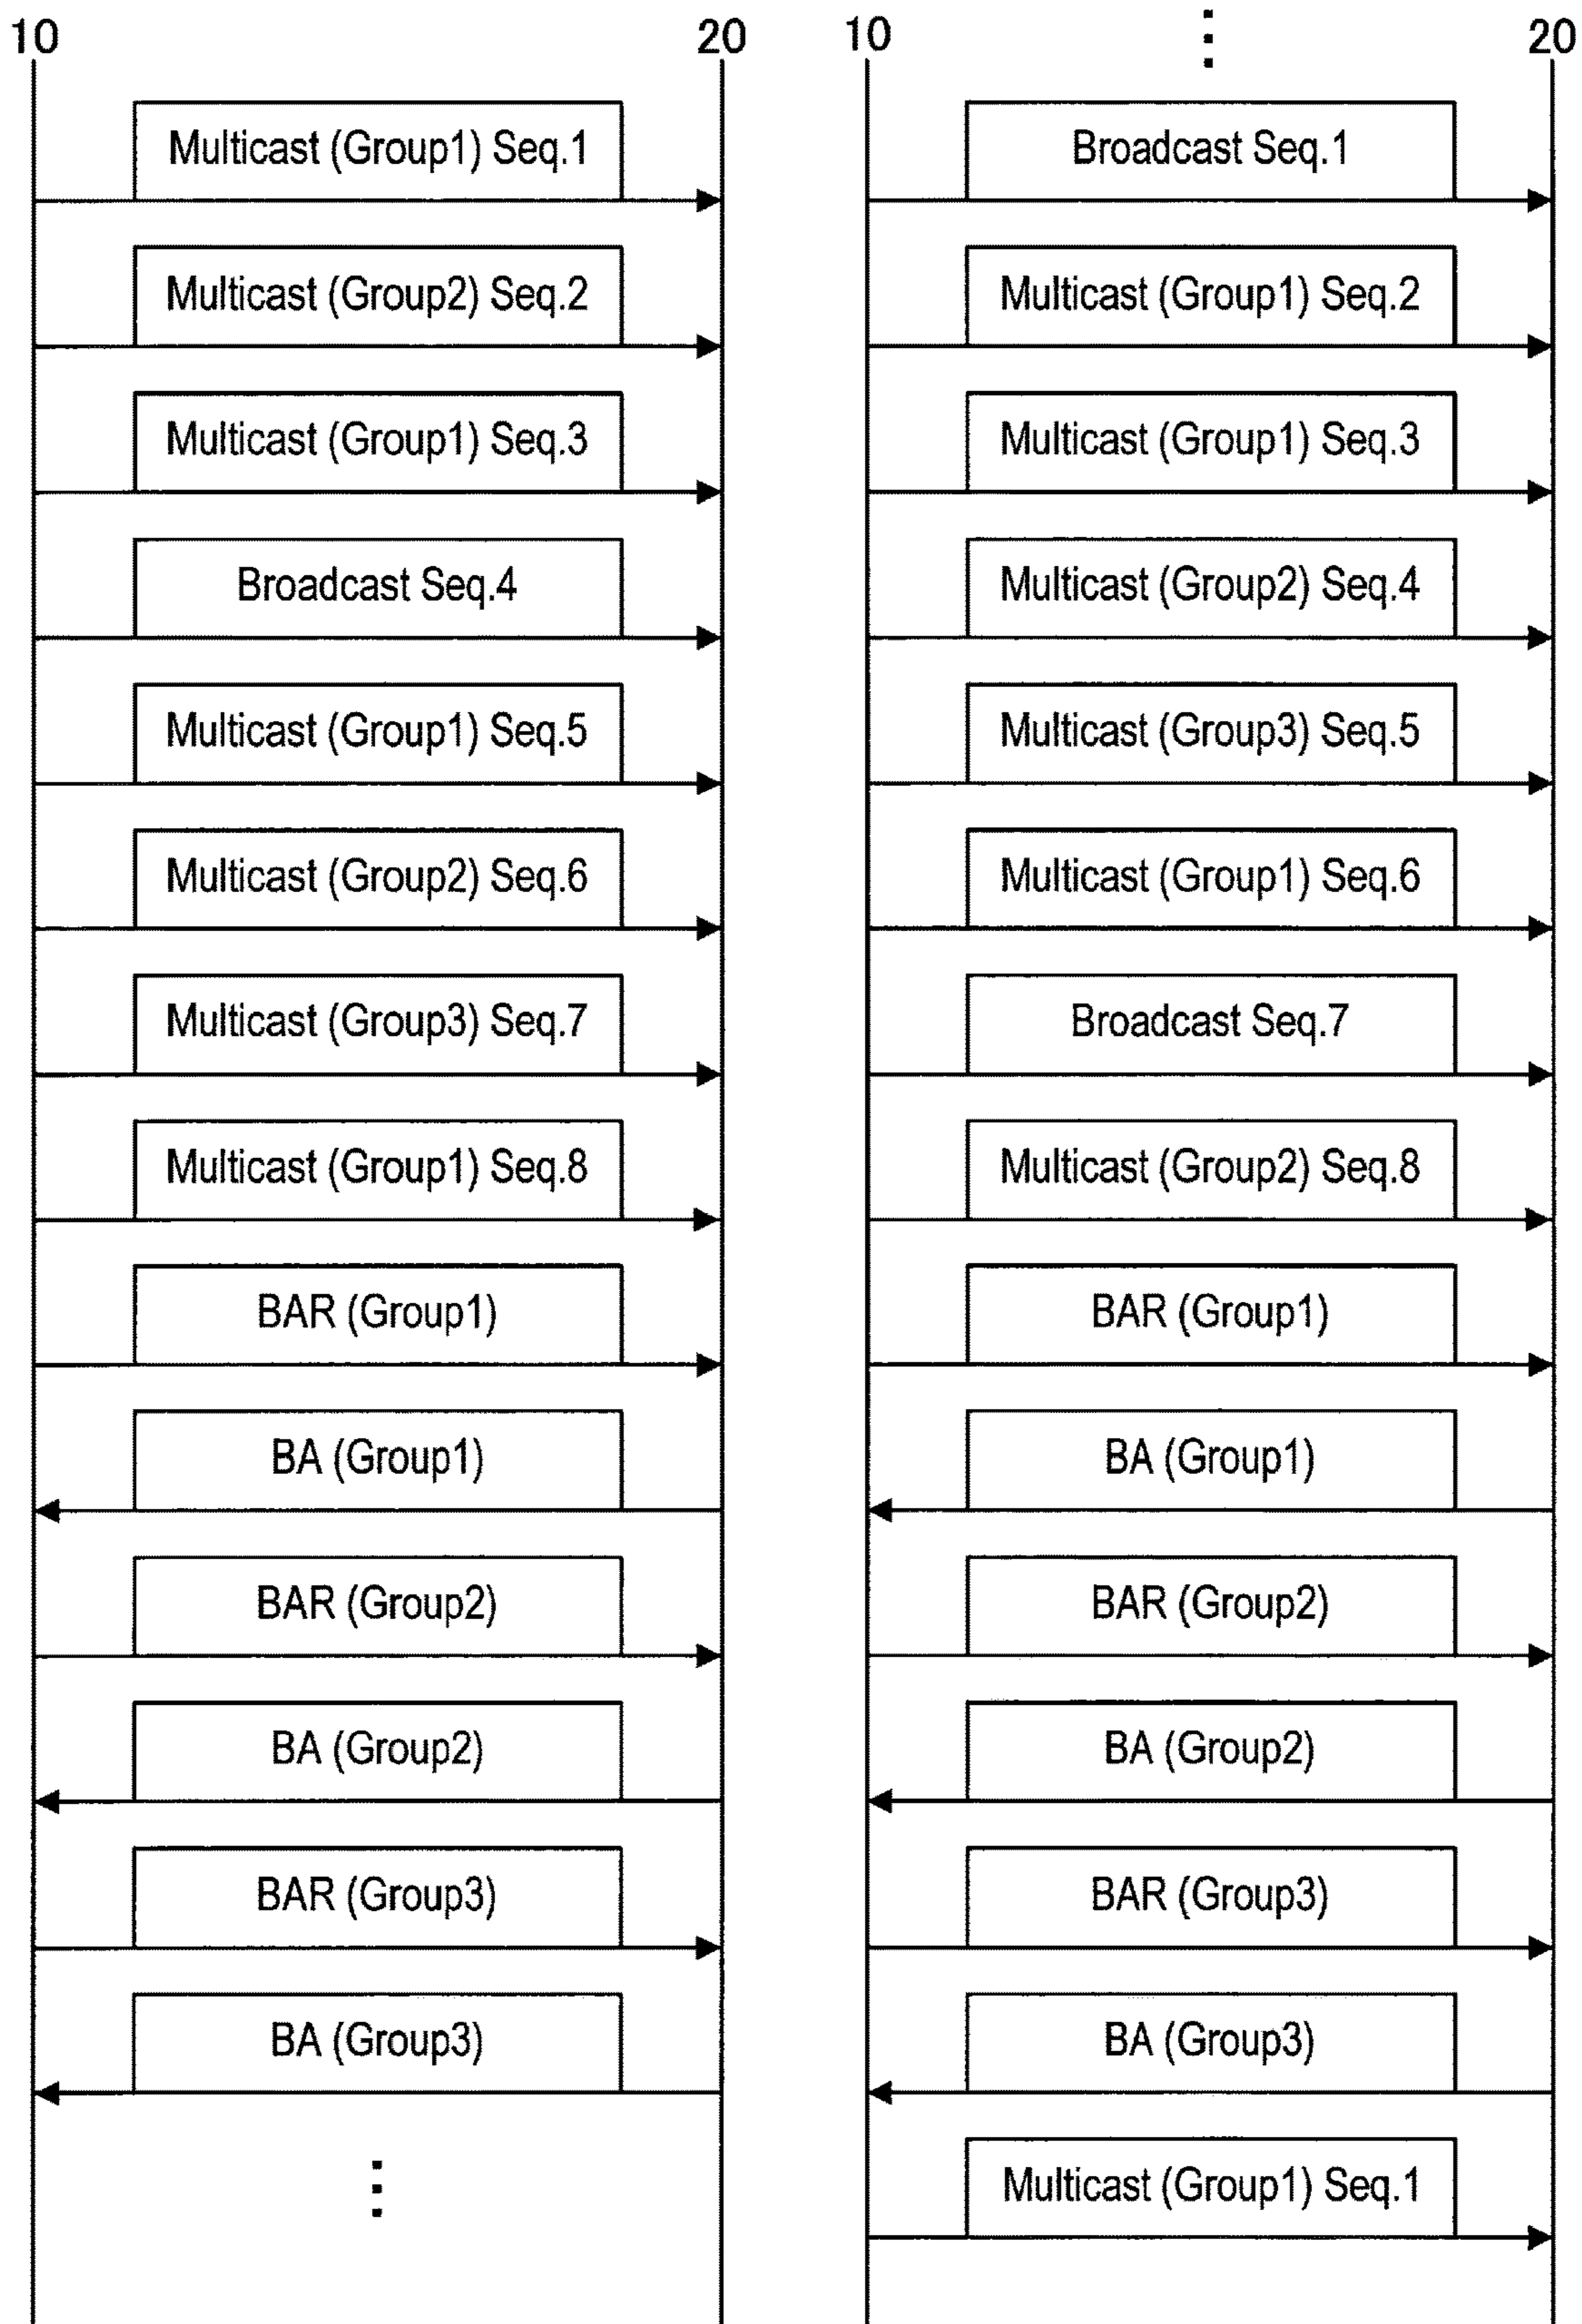 10 20
Multicast (Group1) Seq.1
Multicast (Group2) Seq.2
Multicast (Group1) Seq.3
Broadcast Seq.4
Multicast (Group1) Seq.5
Multicast (Group2) Seq.6
Multicast (Group3) Seq.7
Multicast (Group1) Seq.8
BAR (Group1)
BA (Group1)
BAR (Group2)
BA (Group2)
BAR (Group3)
BA (Group3)
10 20
Broadcast Seq.1
Multicast (Group1) Seq.2
Multicast (Group1) Seq.3
Multicast (Group2) Seq.4
Multicast (Group3) Seq.5
Multicast (Group1) Seq.6
Broadcast Seq.7
Multicast (Group2) Seq.8
BAR (Group1)
BA (Group1)
BAR (Group2)
BA (Group2)
BAR (Group3)
BA (Group3)
Multicast (Group1) Seq.1